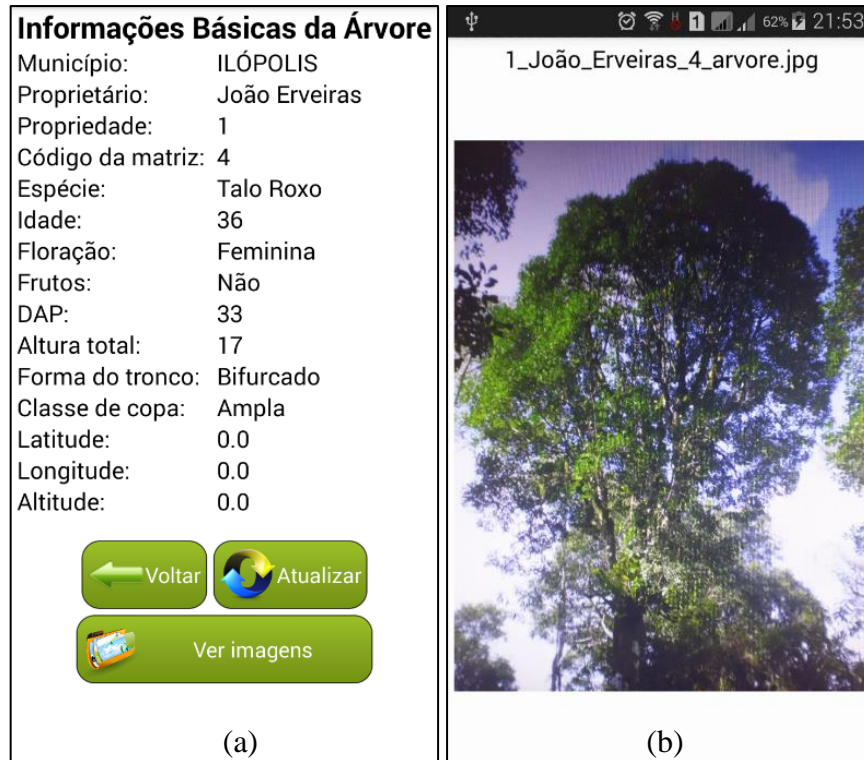 Informações Básicas da Árvore
Município: ILÓPOLIS
Proprietário: João Erveiras
Propriedade: 1
Código da matriz: 4
Espécie: Talo Roxo
Idade: 36
Floração: Feminina
Frutos: Não
DAP: 33
Altura total: 17
Forma do tronco: Bifurcado
Classe de copa: Ampla
Latitude: 0.0
Longitude: 0.0
Altitude: 0.0
Voltar
Atualizar
Ver imagens
(a)
H 1 62% 21:53
1_João_Erveiras_4_arvore.jpg
(b)